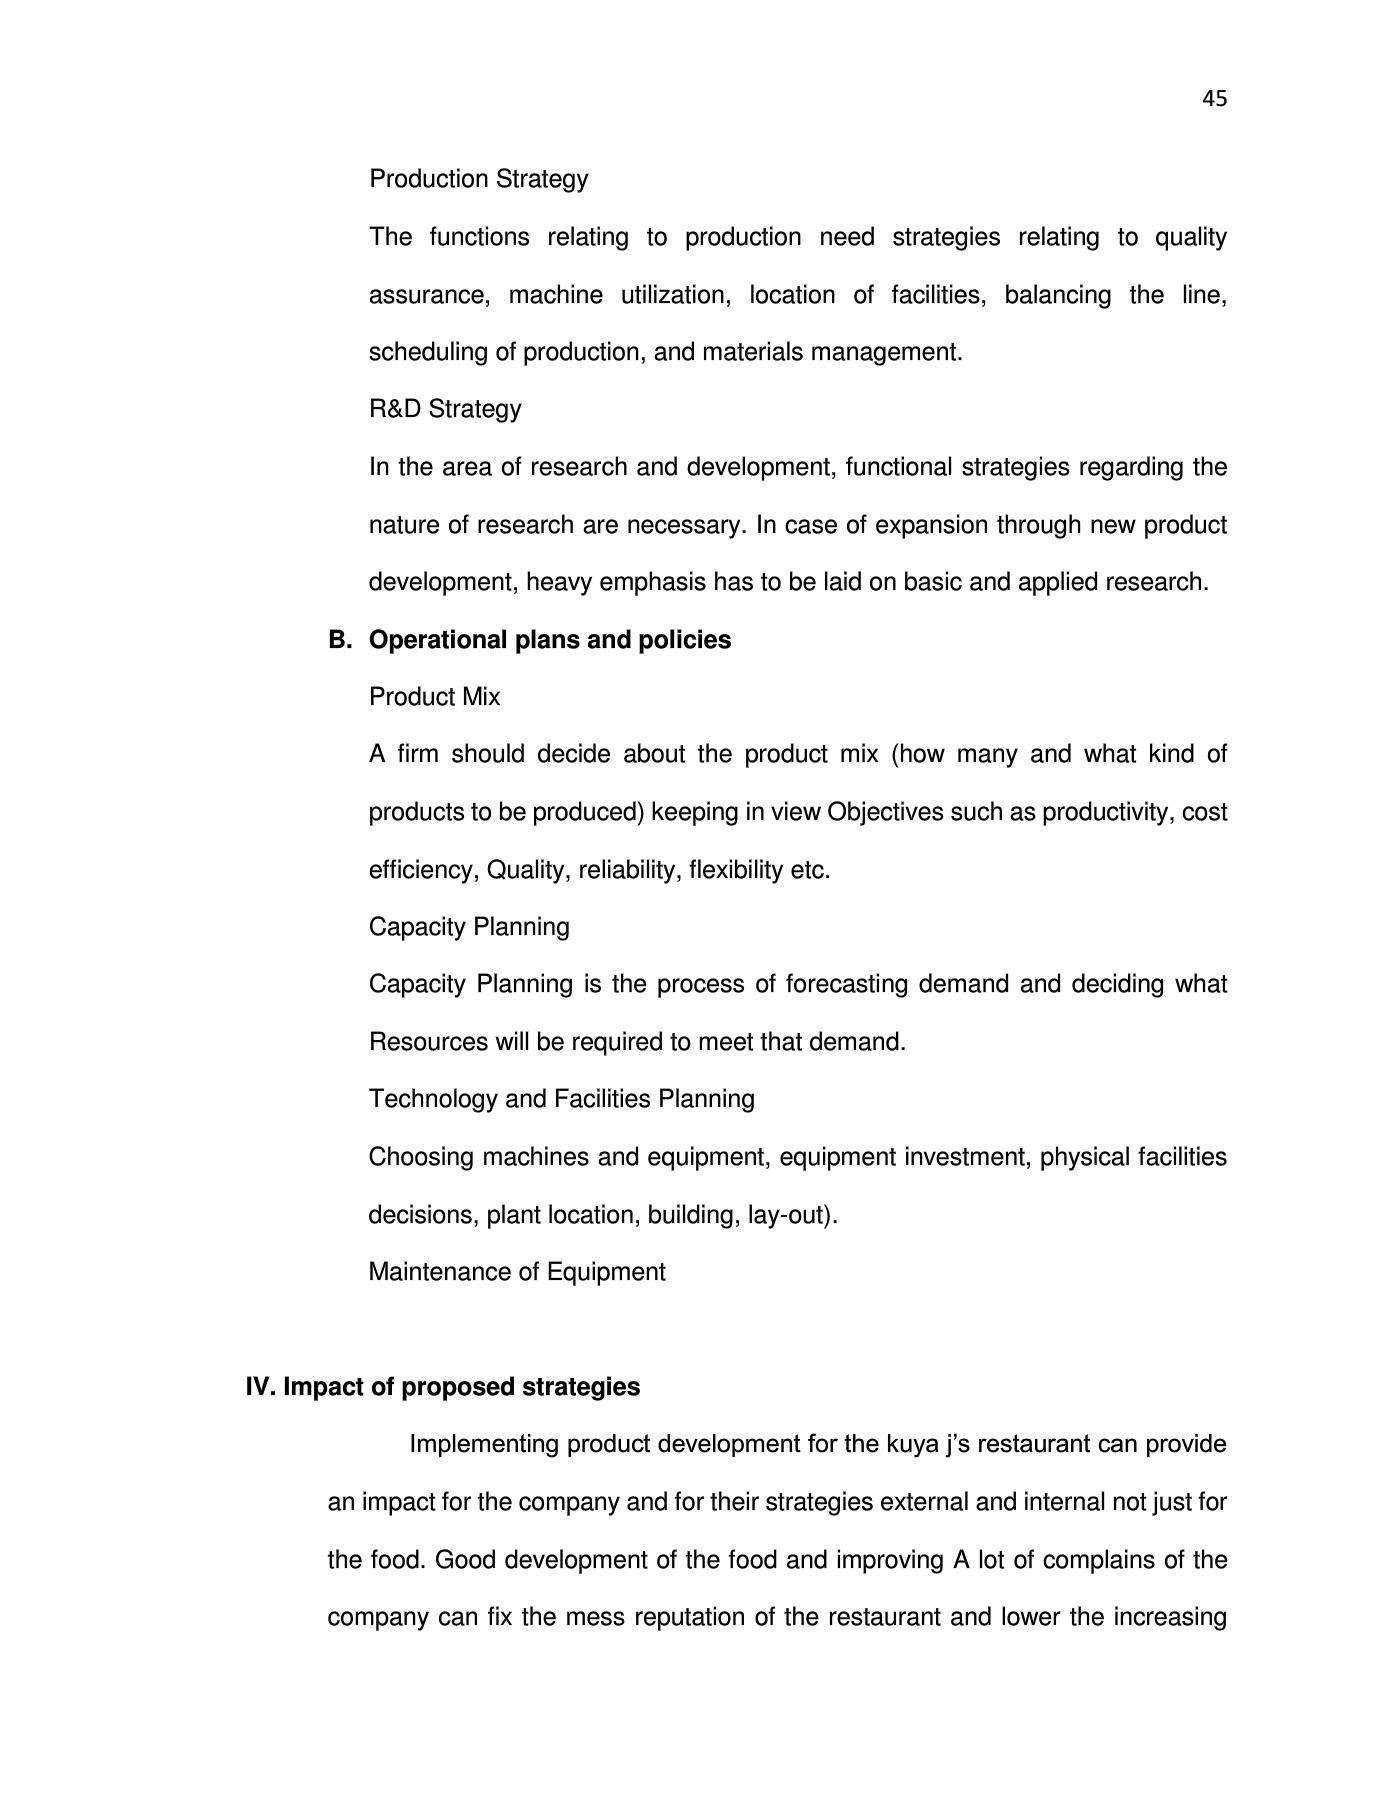 45
Production Strategy
The functions relating to production need strategies relating to quality
assurance, machine utilization, location of facilities, balancing the line,
scheduling of production, and materials management.
R&D Strategy
In the area of research and development, functional strategies regarding the
nature of research are necessary. In case of expansion through new product
development, heavy emphasis has to be laid on basic and applied research.
B. Operational plans and policies
Product Mix
A firm should decide about the product mix (how many and what kind of
products to be produced) keeping in view Objectives such as productivity, cost
efficiency, Quality, reliability, flexibility etc.
Capacity Planning
Capacity Planning is the process of forecasting demand and deciding what
Resources will be required to meet that demand.
Technology and Facilities Planning
Choosing machines and equipment, equipment investment, physical facilities
decisions, plant location, building, lay-out).
Maintenance of Equipment
IV. Impact of proposed strategies
Implementing product development for the kuya j’s restaurant can provide
an impact for the company and for their strategies external and internal not just for
the food. Good development of the food and improving A lot of complains of the
company can fix the mess reputation of the restaurant and lower the increasing